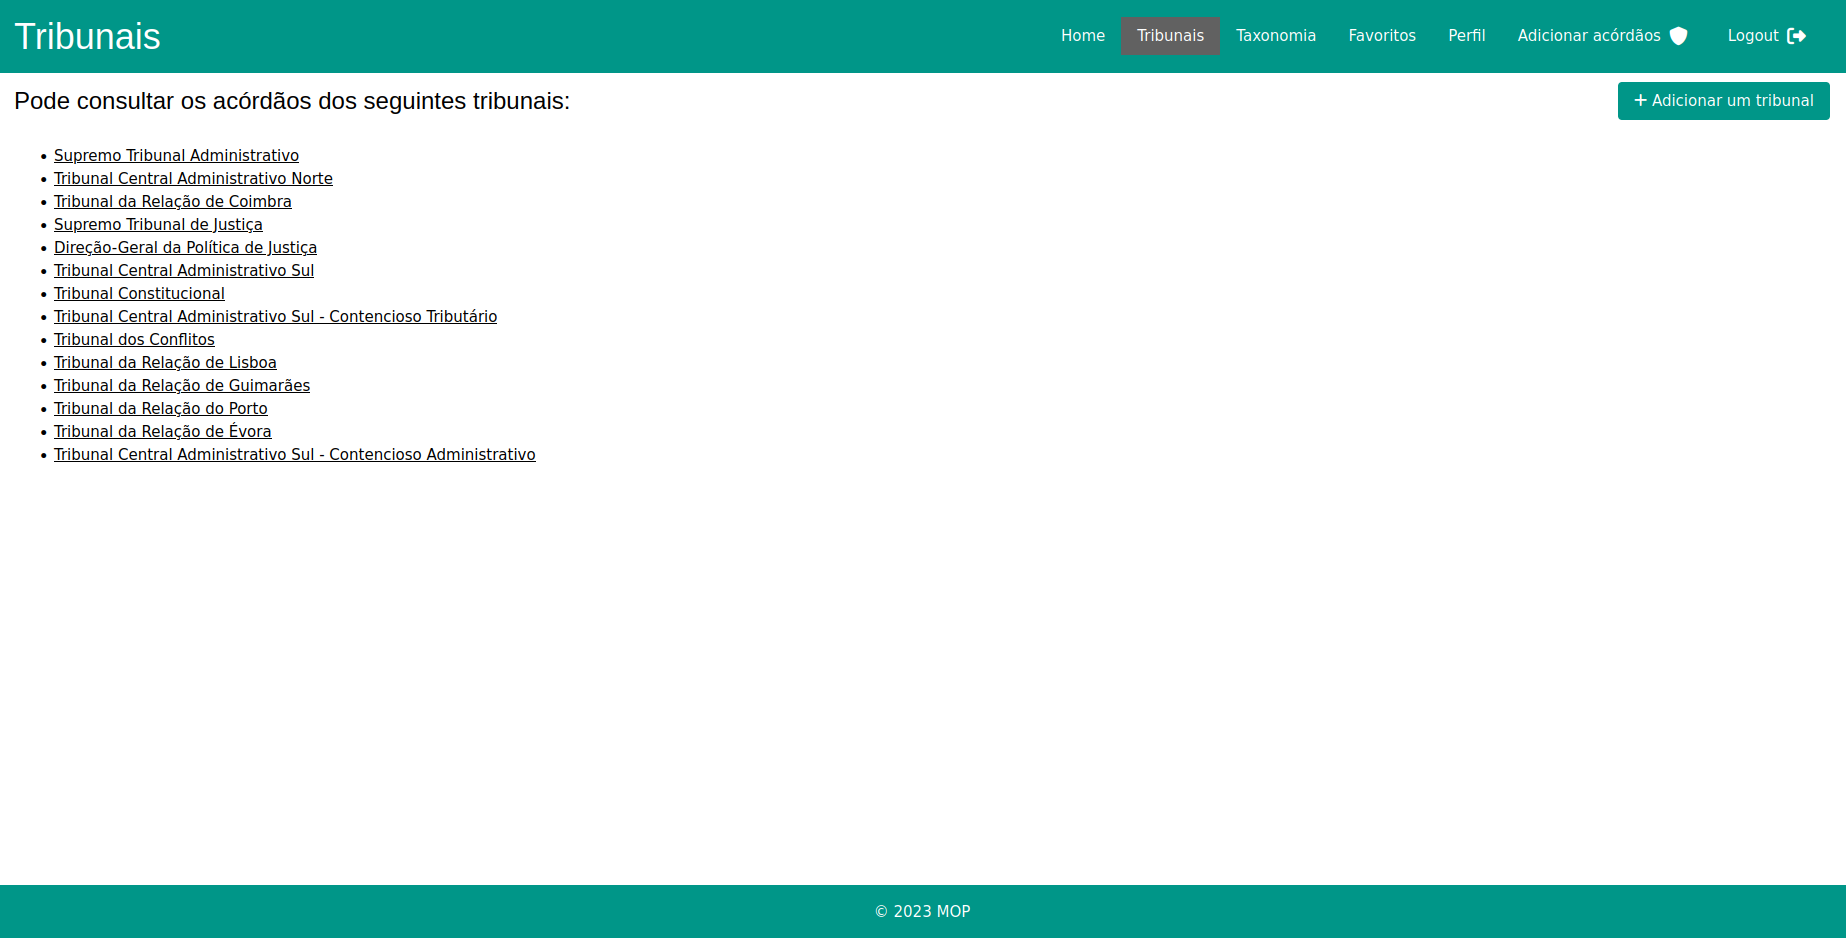 Tribunais
Home Tribunais Taxonomia Favoritos Perfil Adicionar acórdãos Logout
Pode consultar os acórdãos dos seguintes tribunais:
+ Adicionar um tribunal
• Supremo Tribunal Administrativo
• Tribunal Central Administrativo Norte
• Tribunal da Relação de Coimbra
• Supremo Tribunal de Justiça
• Direção-Geral da Política de Justiça
• Tribunal Central Administrativo Sul
• Tribunal Constitucional
• Tribunal Central Administrativo Sul - Contencioso Tributário
• Tribunal dos Conflitos
• Tribunal da Relação de Lisboa
• Tribunal da Relação de Guimarães
• Tribunal da Relação do Porto
• Tribunal da Relação de Évora
• Tribunal Central Administrativo Sul - Contencioso Administrativo
© 2023 MOP